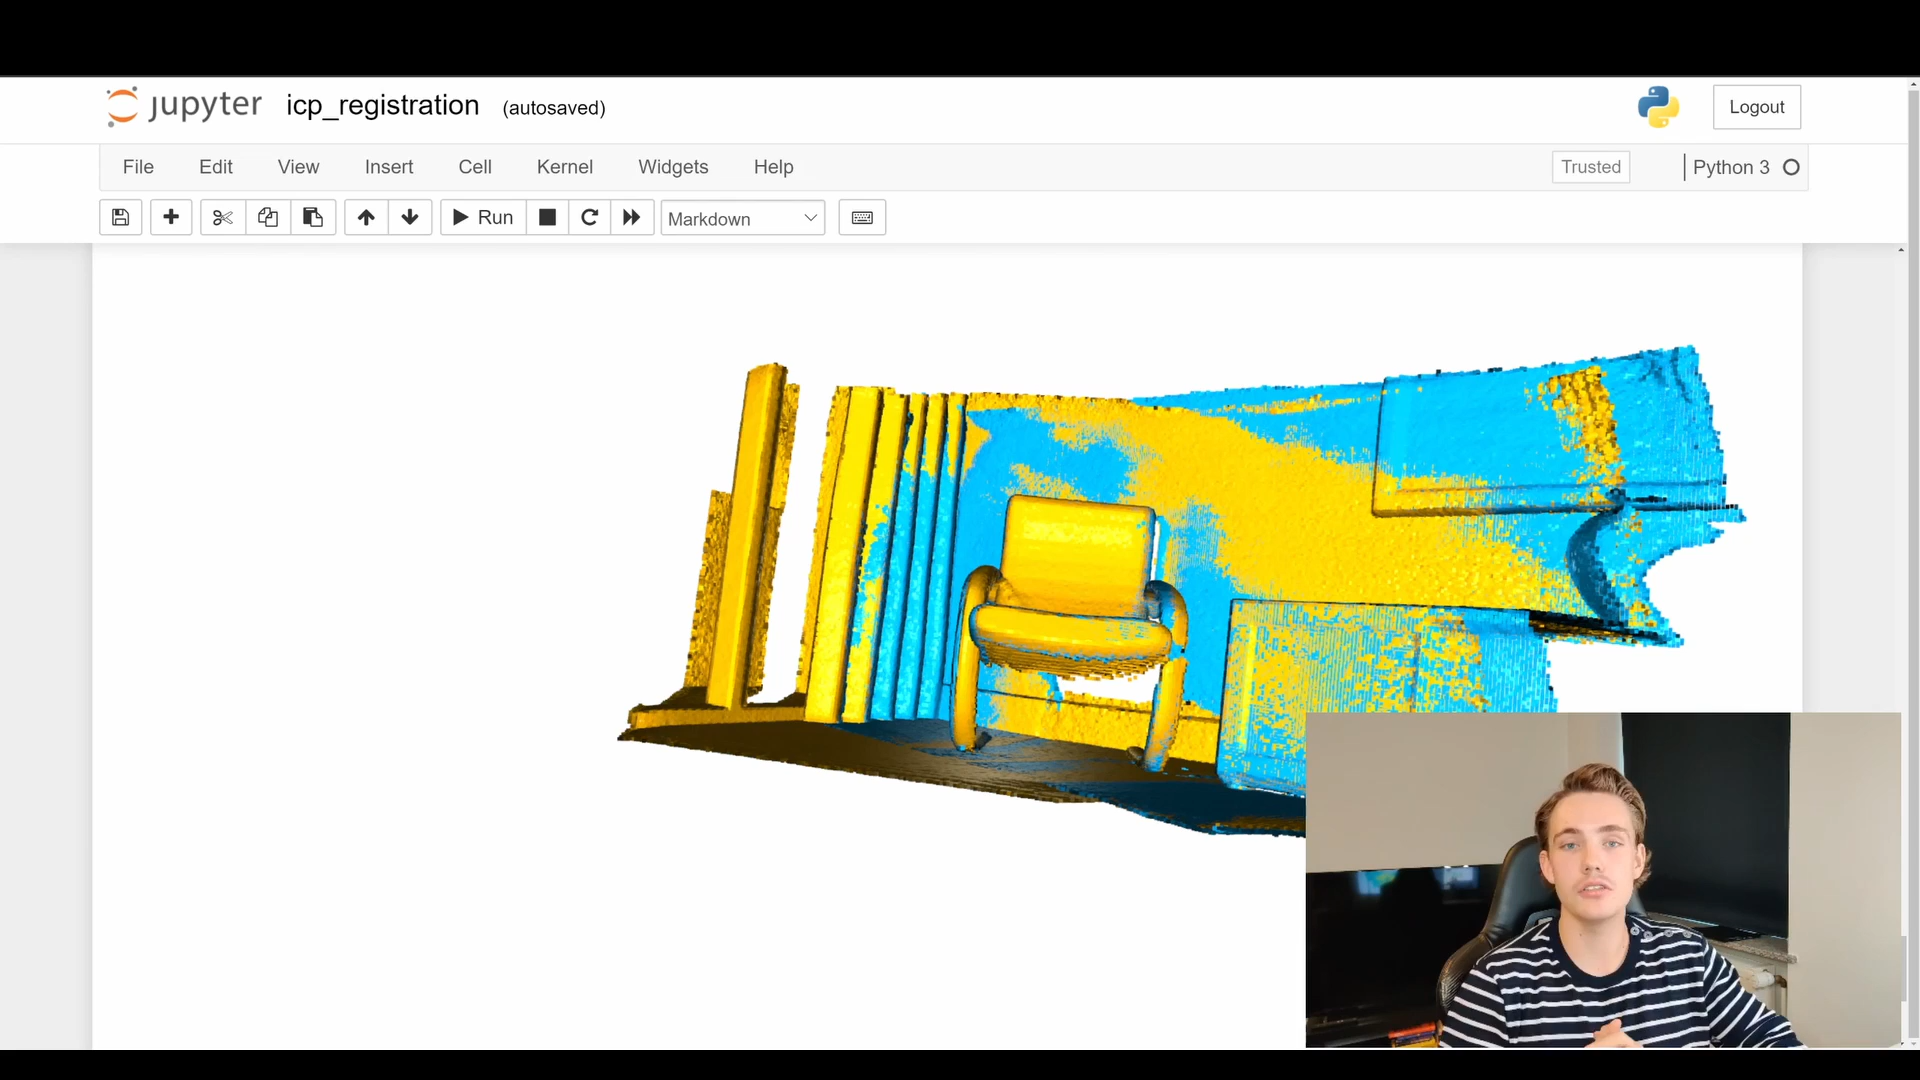 jupyter icp_registration (autosaved) Logout
File Edit View Insert Cell Kernel Widgets Help Trusted Python 3
Run Markdown